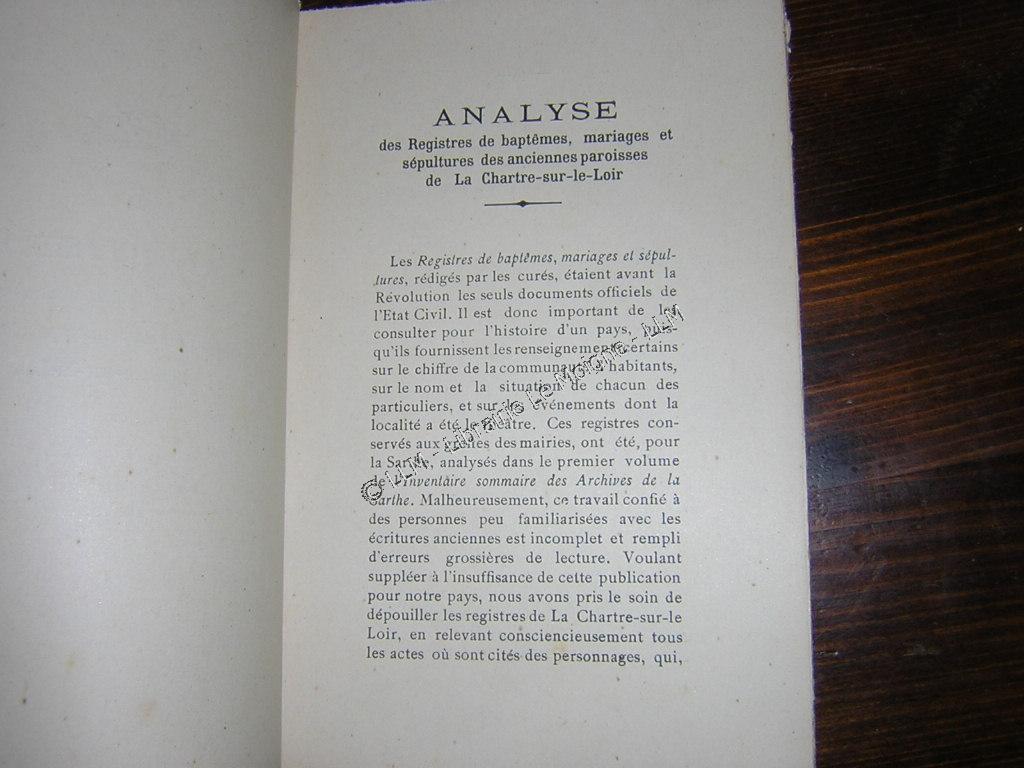 ANALYSE
des Registres de baptêmes, mariages et
sépultures des anciennes paroisses
de La Chartre-sur-le-Loir
Les Registres de baptêmes, mariages et sépul-
tures, rédigés par les curés, étaient avant la
Révolution les seuls documents officiels de
l'Etat Civil. Il est donc important de les
consulter pour l'histoire d'un pays, puis-
qu'ils fournissent les renseignements certains
sur le chiffre de la communauté d'habitants,
sur le nom et la situation de chacun des
particuliers, et sur les événements dont la
localité a été le théâtre. Ces registres con-
servés aux greffes des mairies, ont été, pour
la Sarthe, analysés dans le premier volume
de l'Inventaire sommaire des Archives de la
Sarthe. Malheureusement, ce travail confié à
des personnes peu familiarisées avec les
écritures anciennes est incomplet et rempli
d'erreurs grossières de lecture. Voulant
suppléer à l'insuffisance de cette publication
pour notre pays, nous avons pris le soin de
dépouiller les registres de La Chartre-sur-le
Loir, en relevant consciencieusement tous
les actes où sont cités des personnages, qui,
© LLM - Librairie Le Moigne - LLM